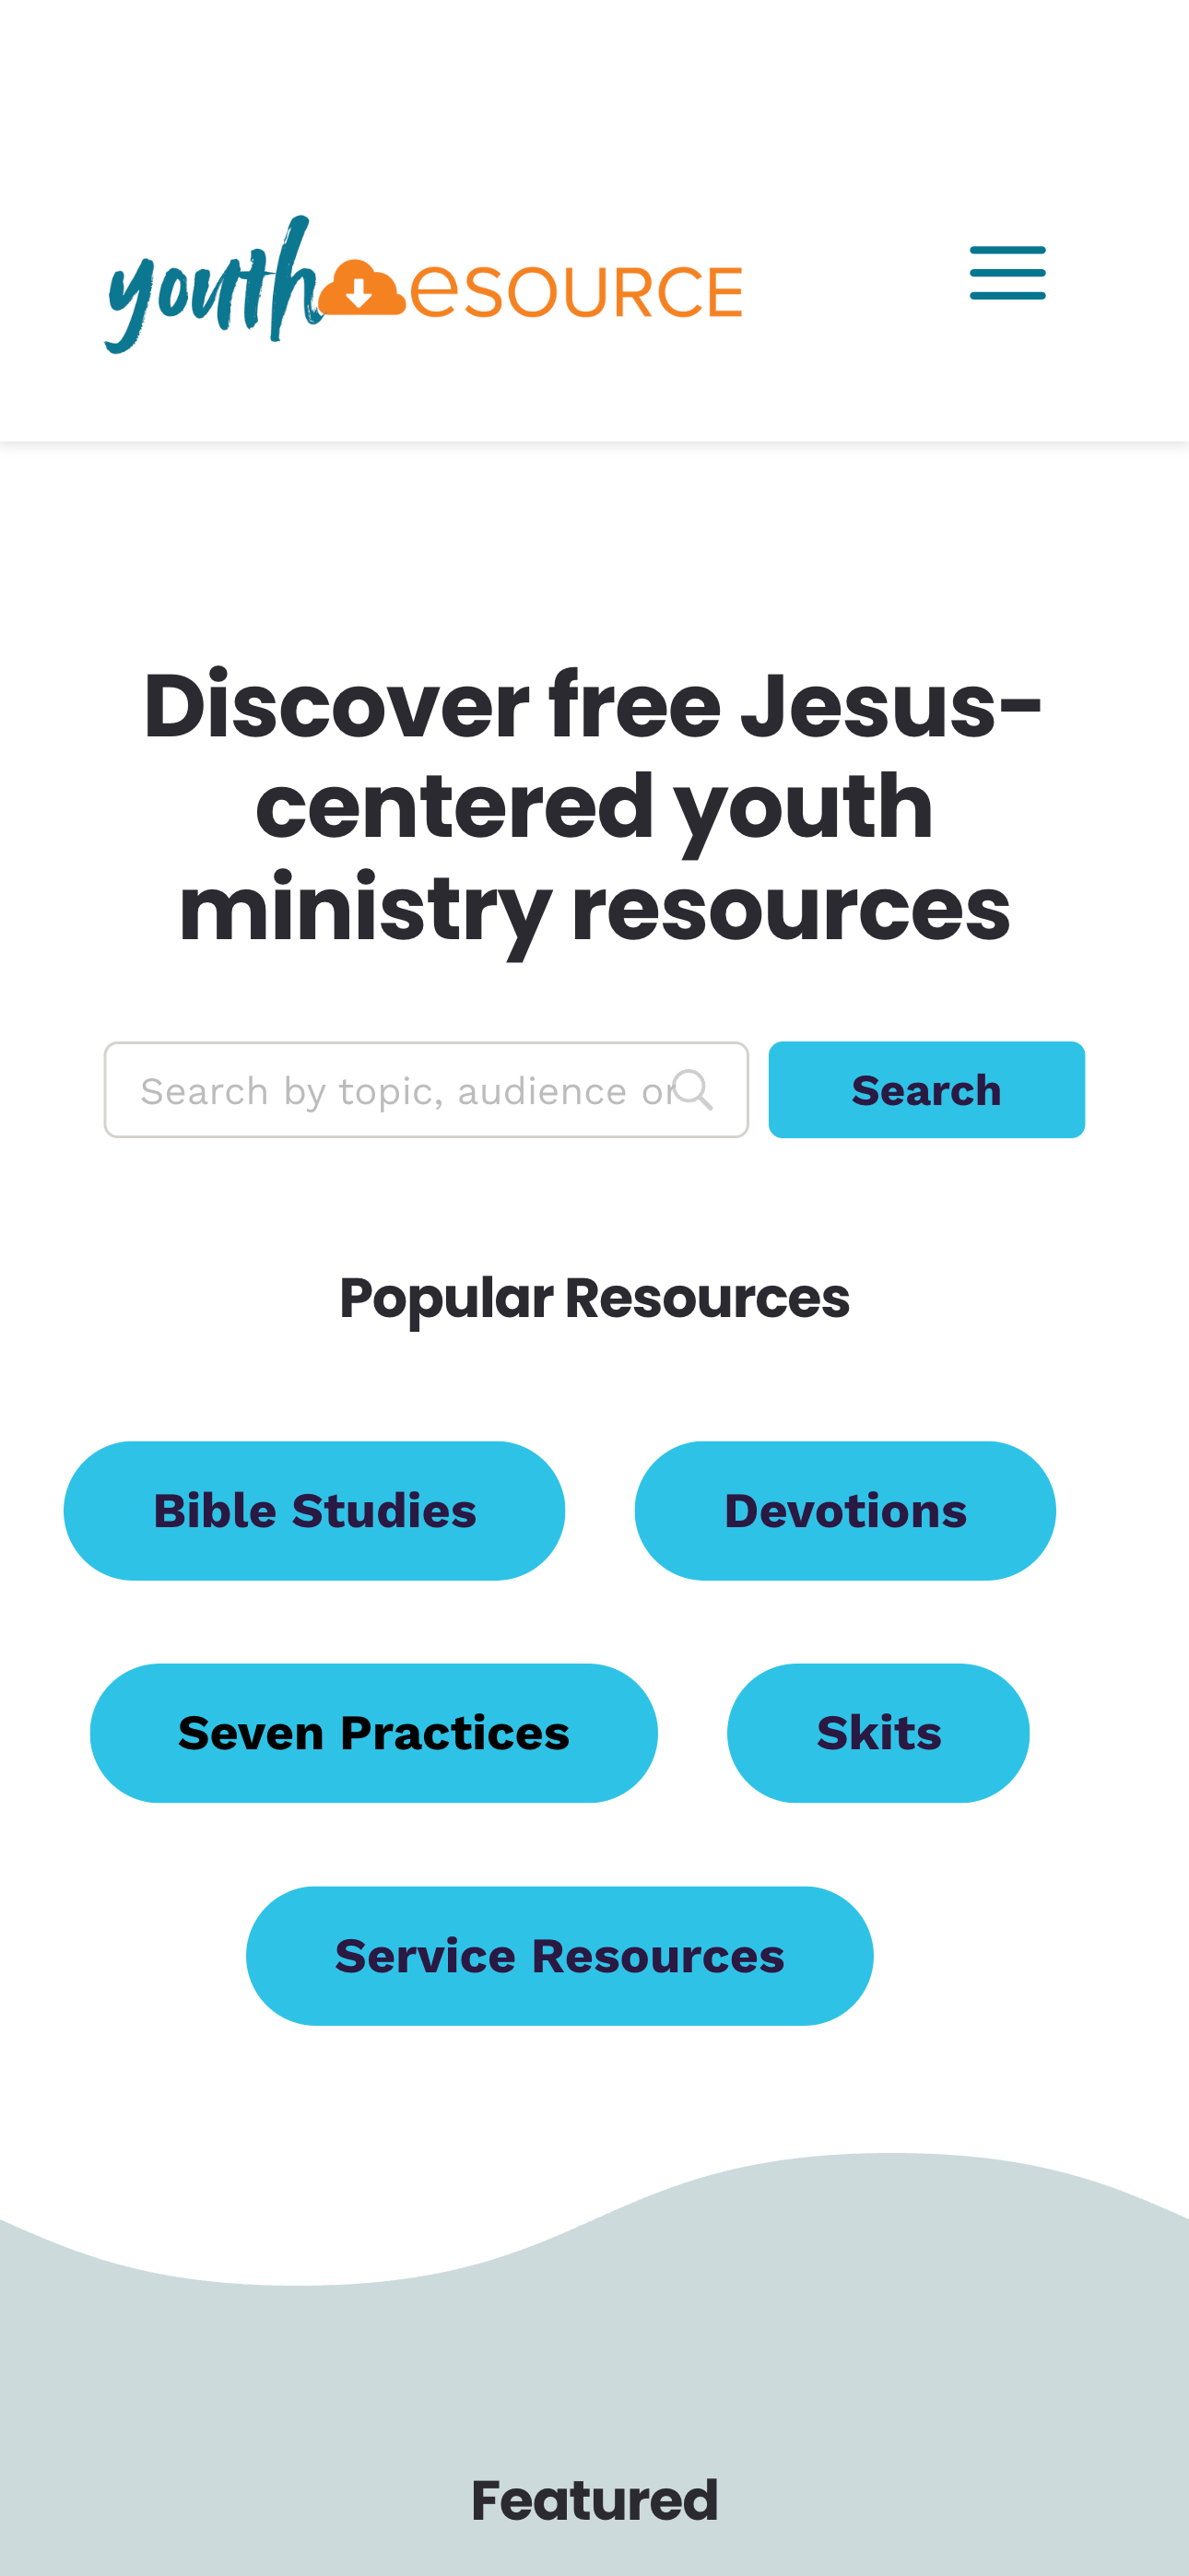 youth eSOURCE
Discover free Jesus-
centered youth
ministry resources
Search by topic, audience or
Search
Popular Resources
Bible Studies
Devotions
Seven Practices
Skits
Service Resources
Featured